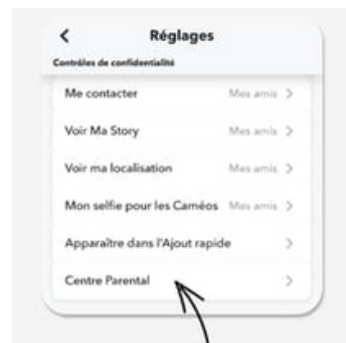 Réglages
Contrôles de confidentialité
Me contacter Mes amis
Voir Ma Story Mes amis
Voir ma localisation Mes amis
Mon selfie pour les Caméos Mes amis
Apparaître dans l'Ajout rapide
Centre Parental